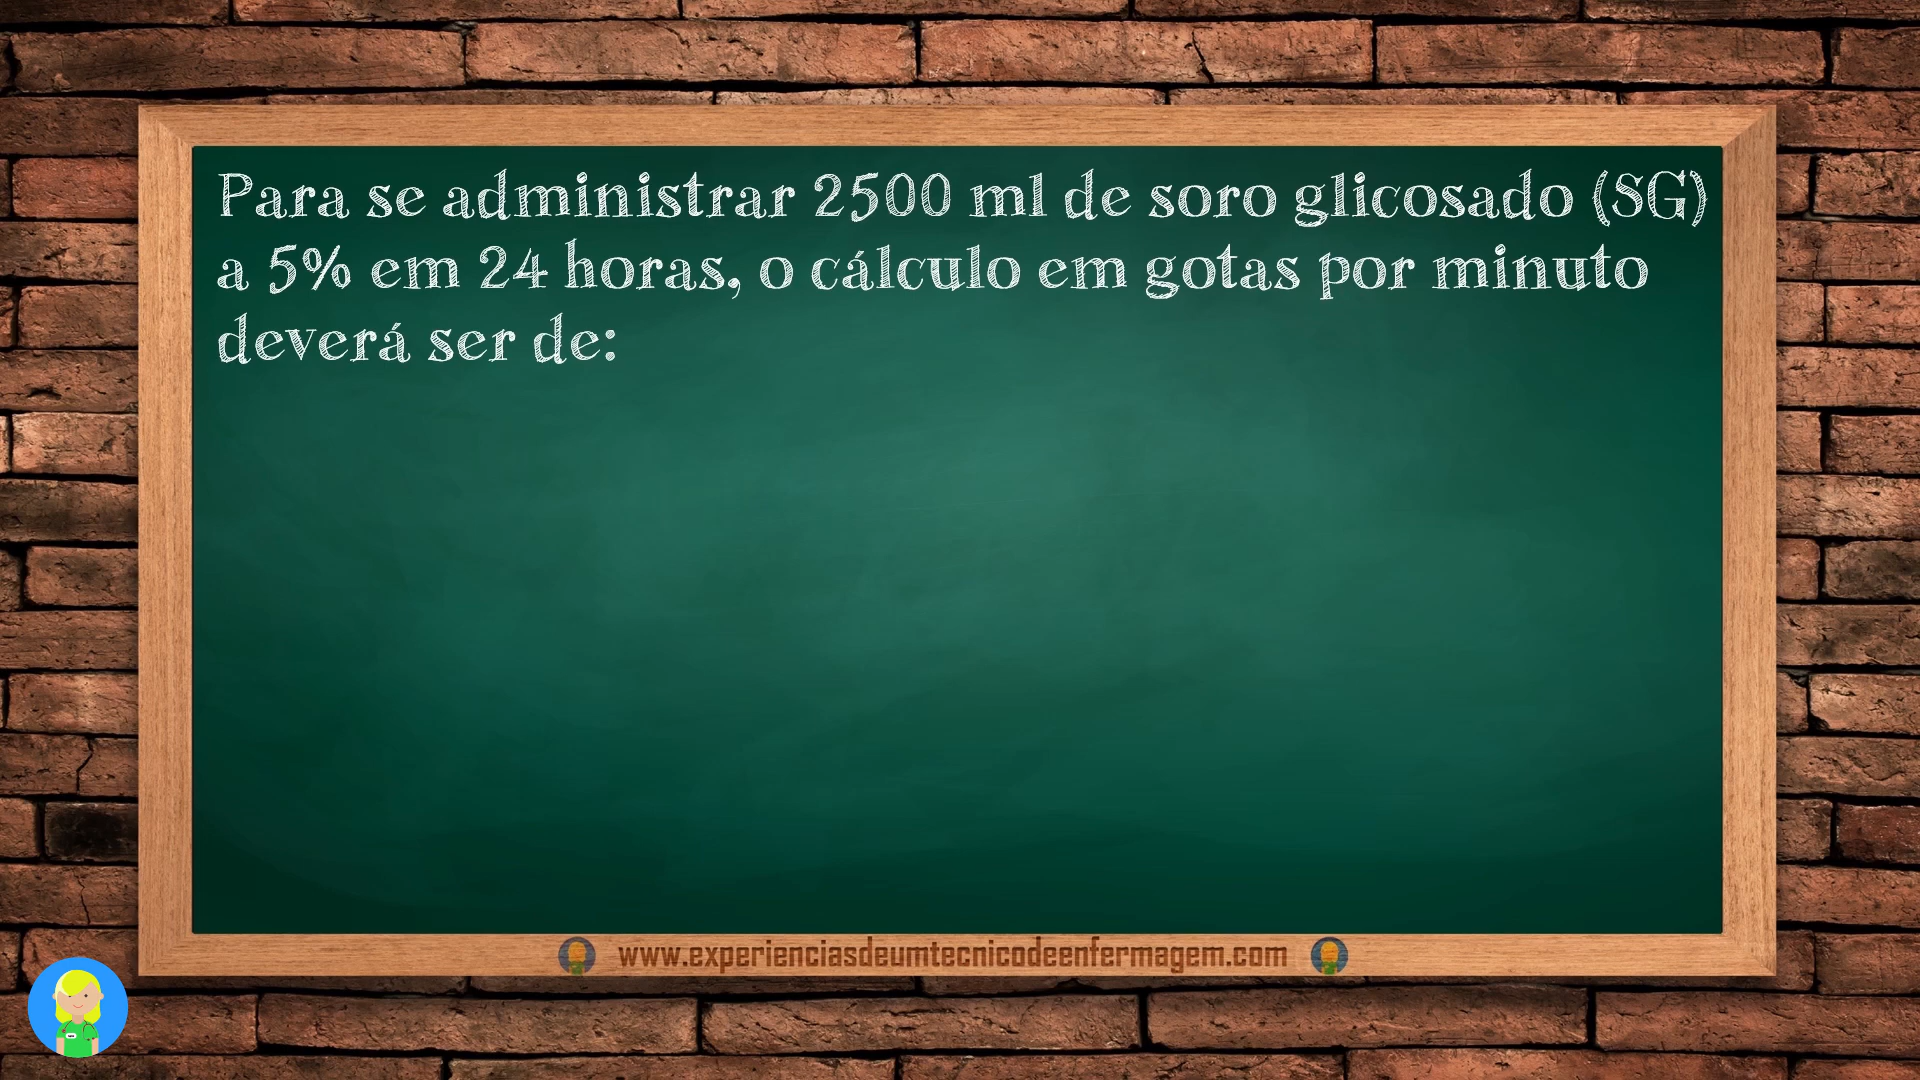 Para se administrar 2500 ml de soro glicosado (SG)
a 5% em 24 horas, o cálculo em gotas por minuto
deverá ser de:
www.experienciasdeumtecnicodeenfermagem.com